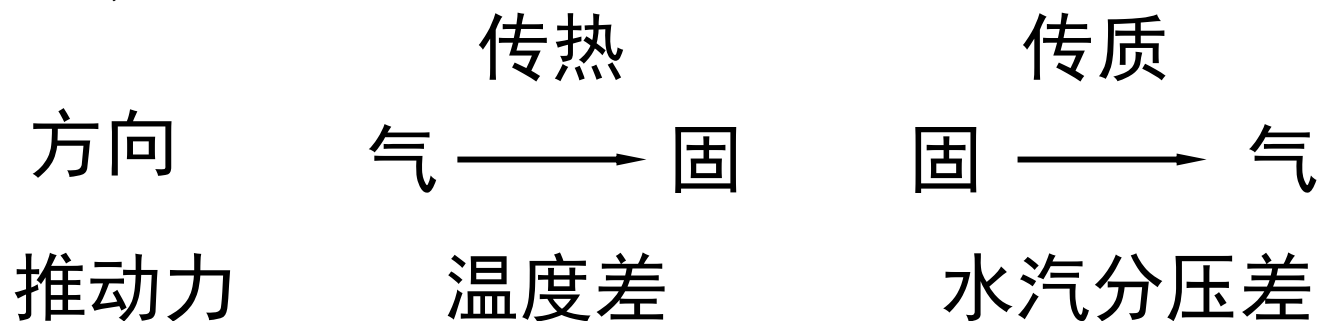 传热 传质
方向 气 固 固 气
推动力 温度差 水汽分压差